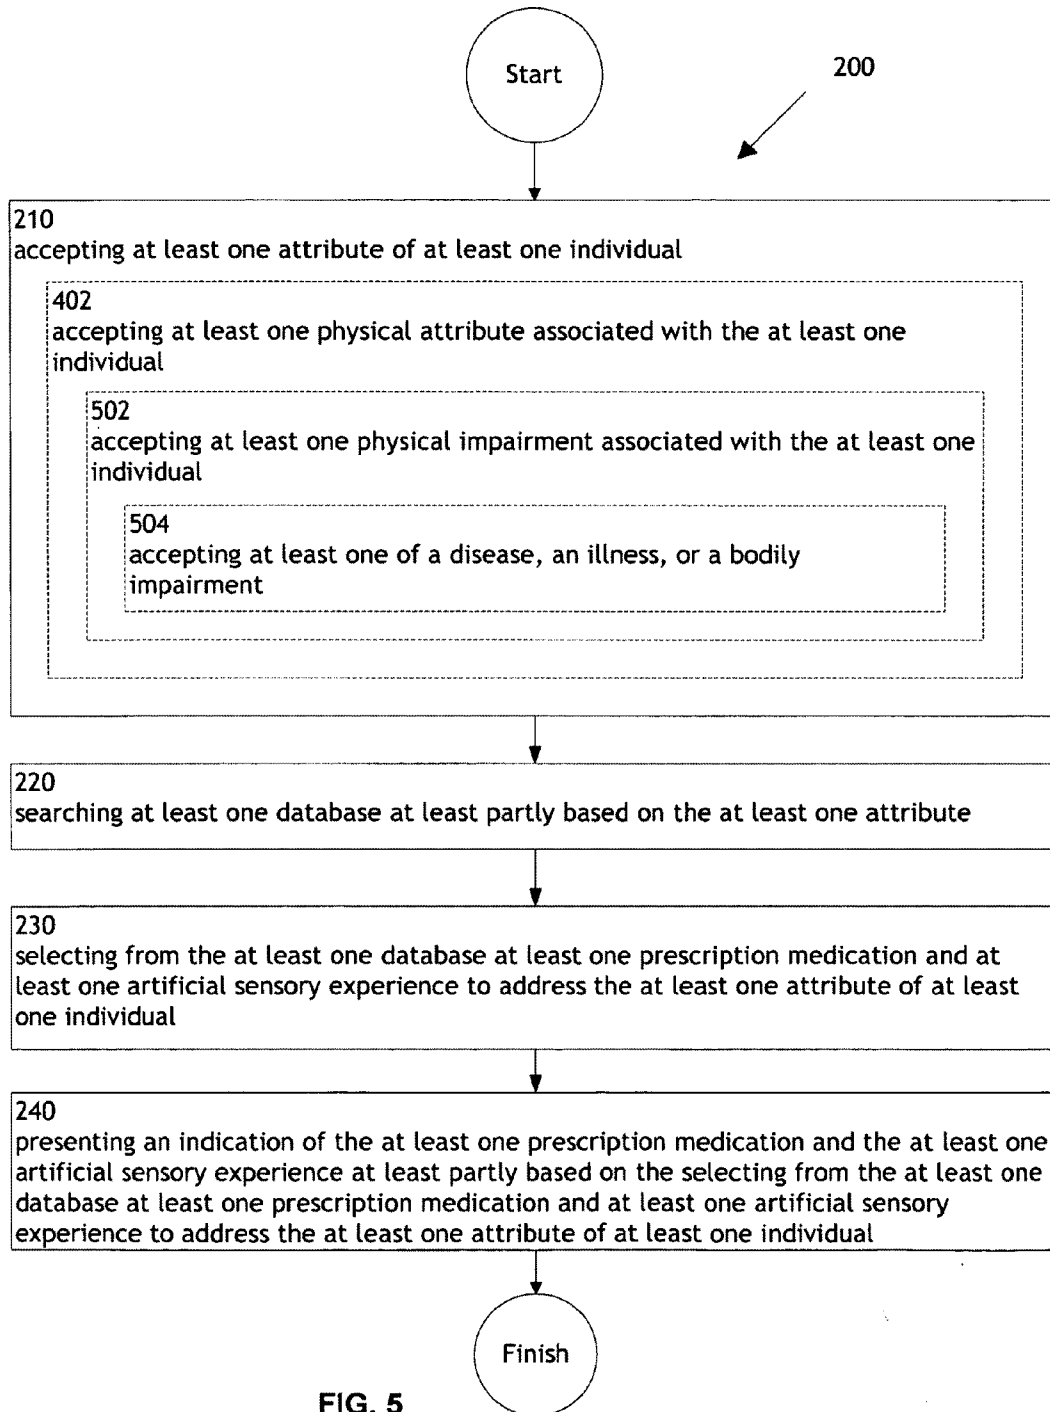 Start
200
210
accepting at least one attribute of at least one individual
402
accepting at least one physical attribute associated with the at least one
individual
502
accepting at least one physical impairment associated with the at least one
individual
504
accepting at least one of a disease, an illness, or a bodily
impairment
220
searching at least one database at least partly based on the at least one attribute
230
selecting from the at least one database at least one prescription medication and at
least one artificial sensory experience to address the at least one attribute of at least
one individual
240
presenting an indication of the at least one prescription medication and the at least one
artificial sensory experience at least partly based on the selecting from the at least one
database at least one prescription medication and at least one artificial sensory
experience to address the at least one attribute of at least one individual
Finish
FIG. 5